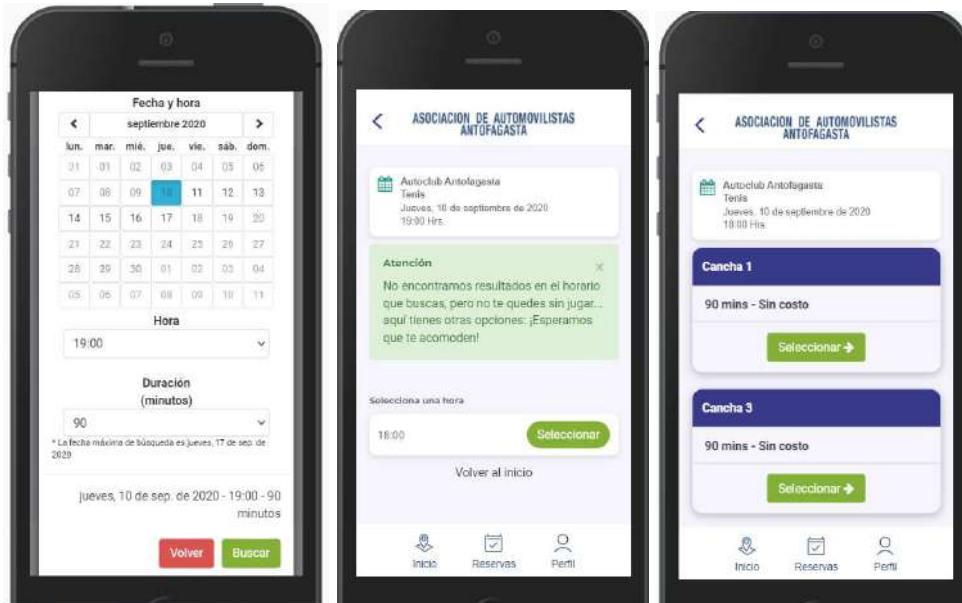 Fecha y hora
septiembre 2020
lun. mar. mié. jue. vie. sáb. dom.
31 01 02 03 04 05 06
07 08 09 10 11 12 13
14 15 16 17 18 19 20
21 22 23 24 25 26 27
28 29 30 01 02 03 04
05 06 07 08 09 10 11
Hora
19:00
Duración
(minutos)
90
* La fecha máxima de búsqueda es jueves, 17 de sep. de
2020
jueves, 10 de sep. de 2020 - 19:00 - 90
minutos
Volver Buscar
ASOCIACION DE AUTOMOVILISTAS
ANTOFAGASTA
Autoclub Antofagasta
Tenis
Jueves, 10 de septiembre de 2020
19:00 Hrs.
Atención
No encontramos resultados en el horario
que buscas, pero no te quedes sin jugar...
aquí tienes otras opciones: ¡Esperamos
que te acomoden!
Selecciona una hora
18:00 Seleccionar
Volver al inicio
Inicio Reservas Perfil
ASOCIACION DE AUTOMOVILISTAS
ANTOFAGASTA
Autoclub Antofagasta
Tenis
Jueves, 10 de septiembre de 2020
18:00 Hrs.
Cancha 1
90 mins - Sin costo
Seleccionar
Cancha 3
90 mins - Sin costo
Seleccionar
Inicio Reservas Perfil